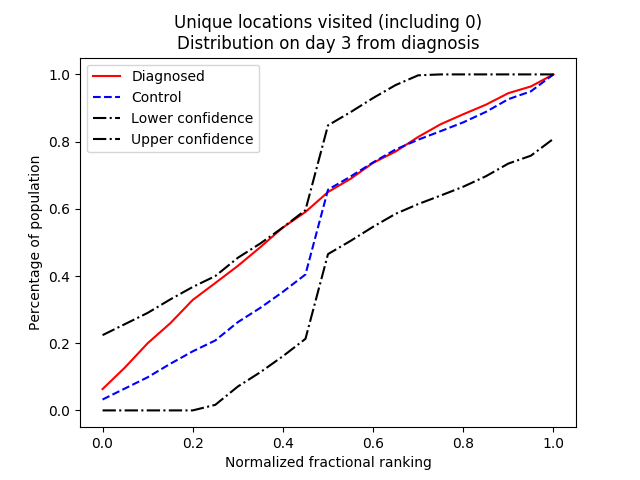 Unique locations visited (including 0)
Distribution on day 3 from diagnosis
Diagnosed
Control
Lower confidence
Upper confidence
Percentage of population
1.0
0.8
0.6
0.4
0.2
0.0
0.0 0.2 0.4 0.6 0.8 1.0
Normalized fractional ranking